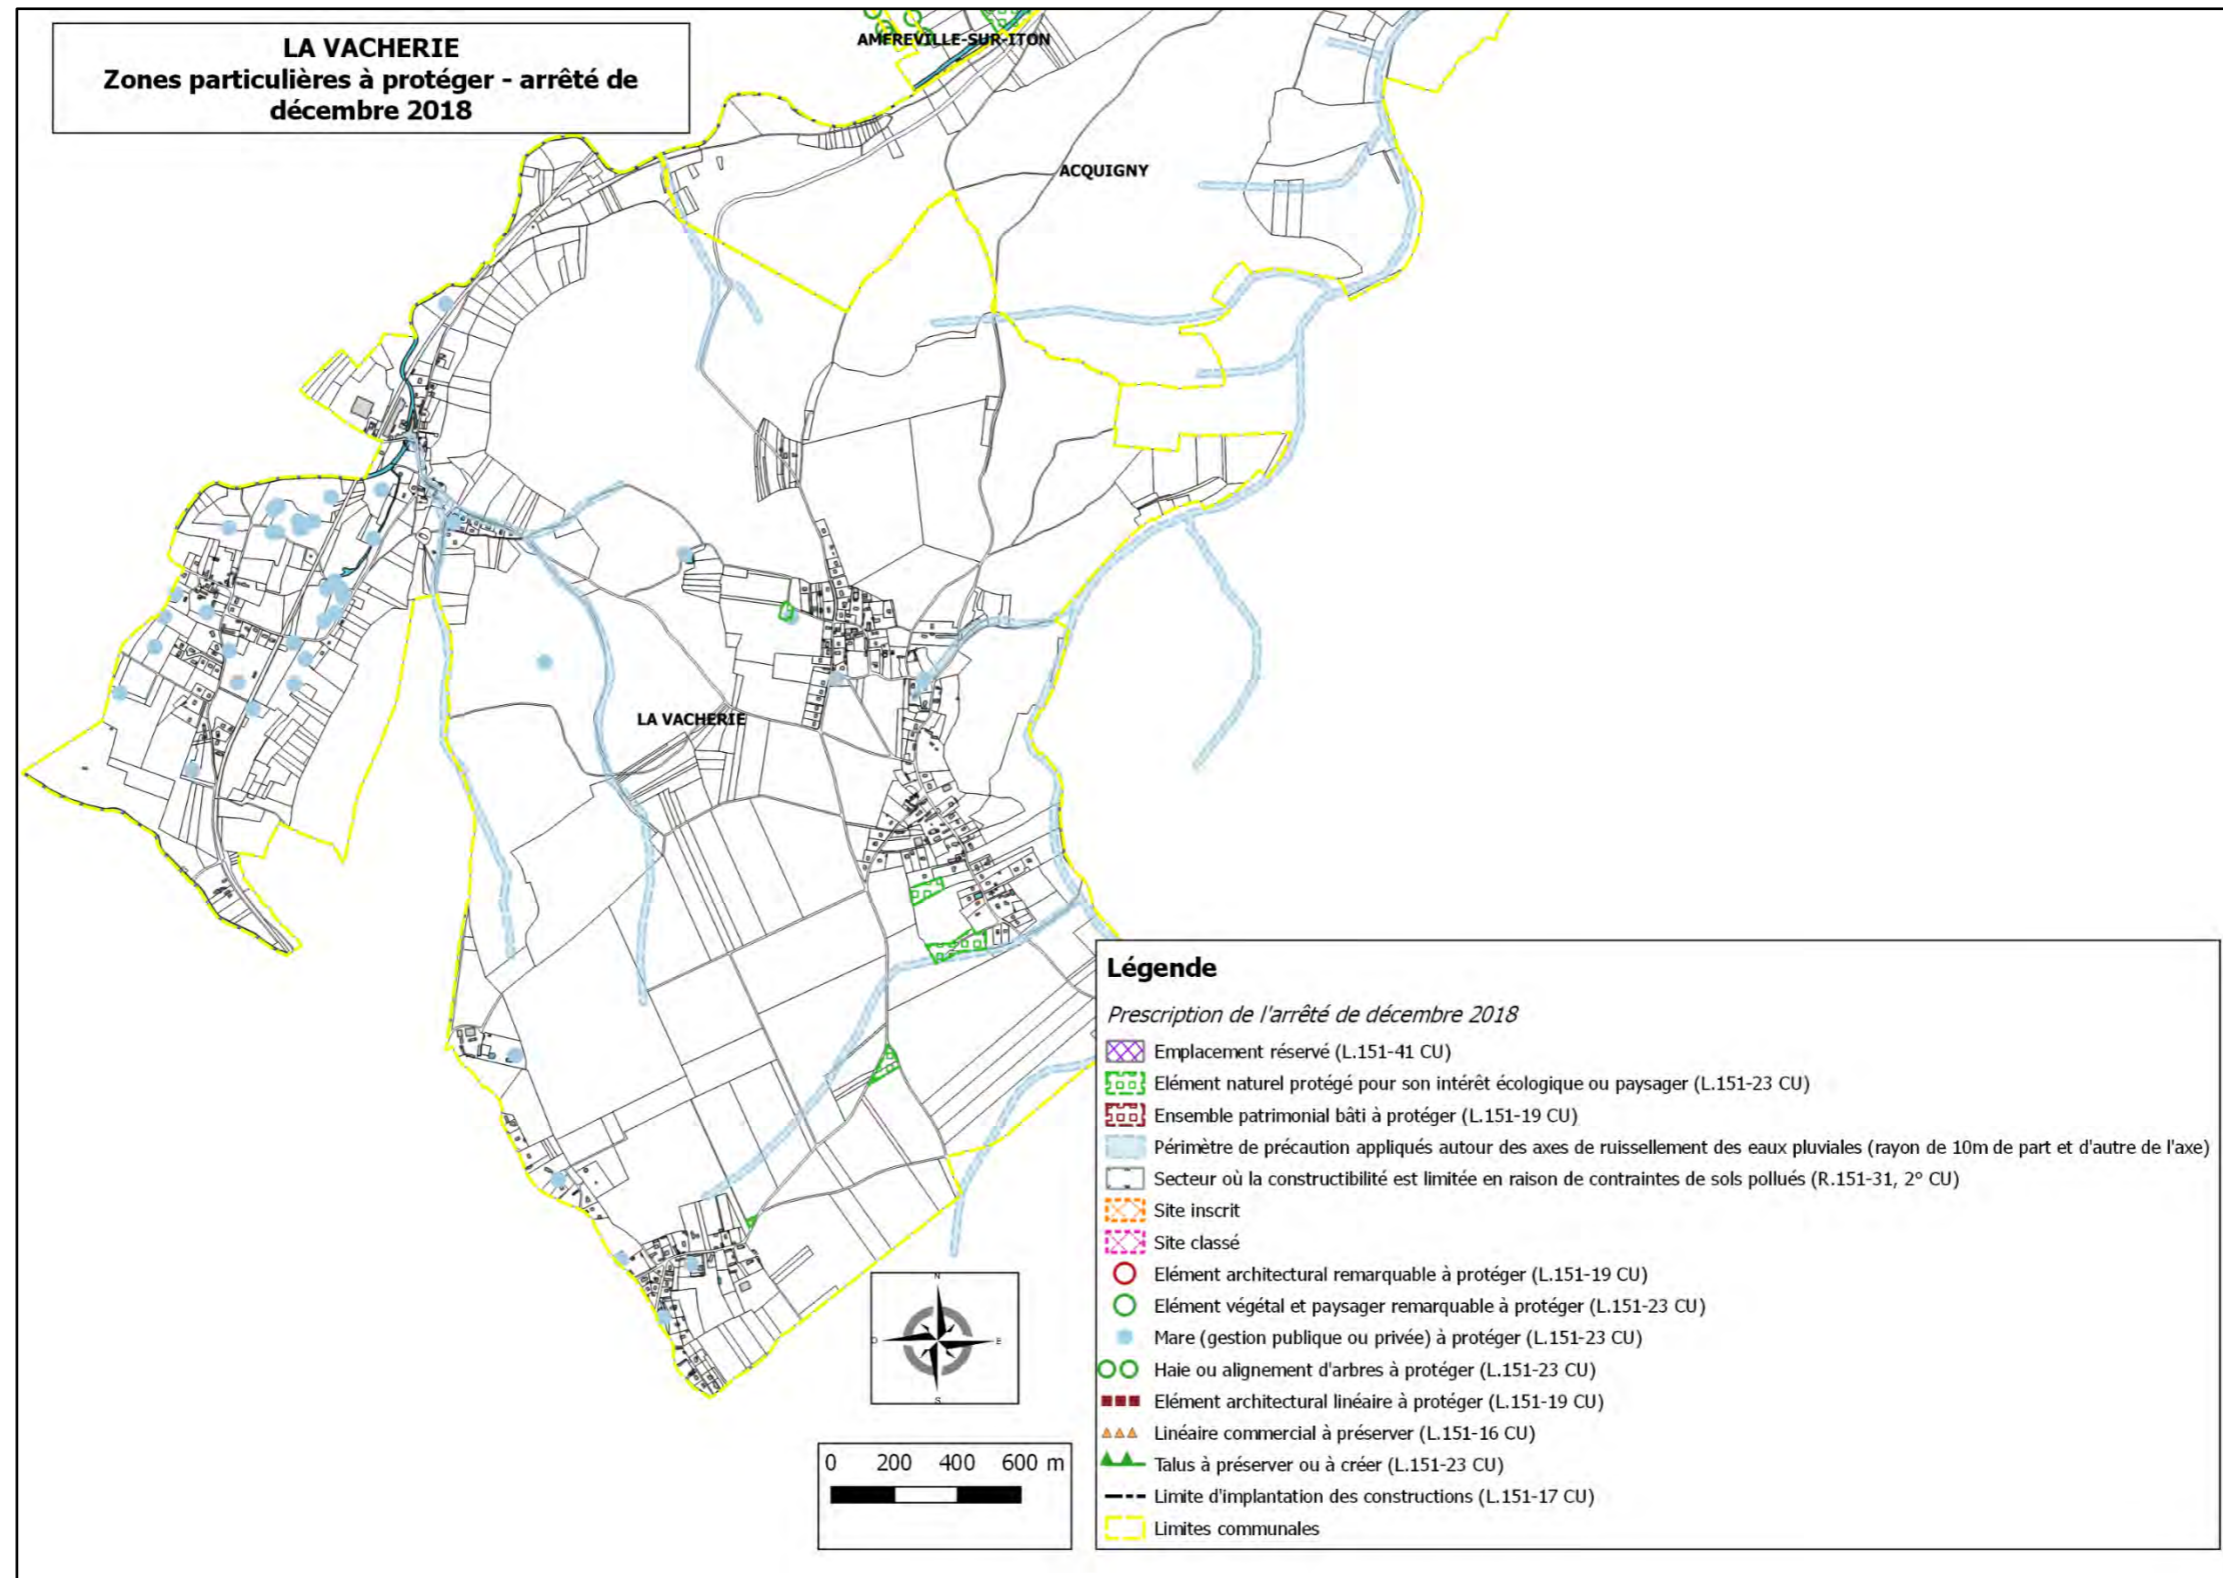 LA VACHERIE
Zones particulières à protéger - arrêté de
décembre 2018
AMFREVILLE-SUR-ITON
ACQUIGNY
LA VACHERIE
N
O
E
S
0 200 400 600 m
Légende
Prescription de l'arrêté de décembre 2018
Emplacement réservé (L.151-41 CU)
Elément naturel protégé pour son intérêt écologique ou paysager (L.151-23 CU)
Ensemble patrimonial bâti à protéger (L.151-19 CU)
Périmètre de précaution appliqués autour des axes de ruissellement des eaux pluviales (rayon de 10m de part et d'autre de l'axe)
Secteur où la constructibilité est limitée en raison de contraintes de sols pollués (R.151-31, 2° CU)
Site inscrit
Site classé
Elément architectural remarquable à protéger (L.151-19 CU)
Elément végétal et paysager remarquable à protéger (L.151-23 CU)
Mare (gestion publique ou privée) à protéger (L.151-23 CU)
Haie ou alignement d'arbres à protéger (L.151-23 CU)
Elément architectural linéaire à protéger (L.151-19 CU)
Linéaire commercial à préserver (L.151-16 CU)
Talus à préserver ou à créer (L.151-23 CU)
Limite d'implantation des constructions (L.151-17 CU)
Limites communales